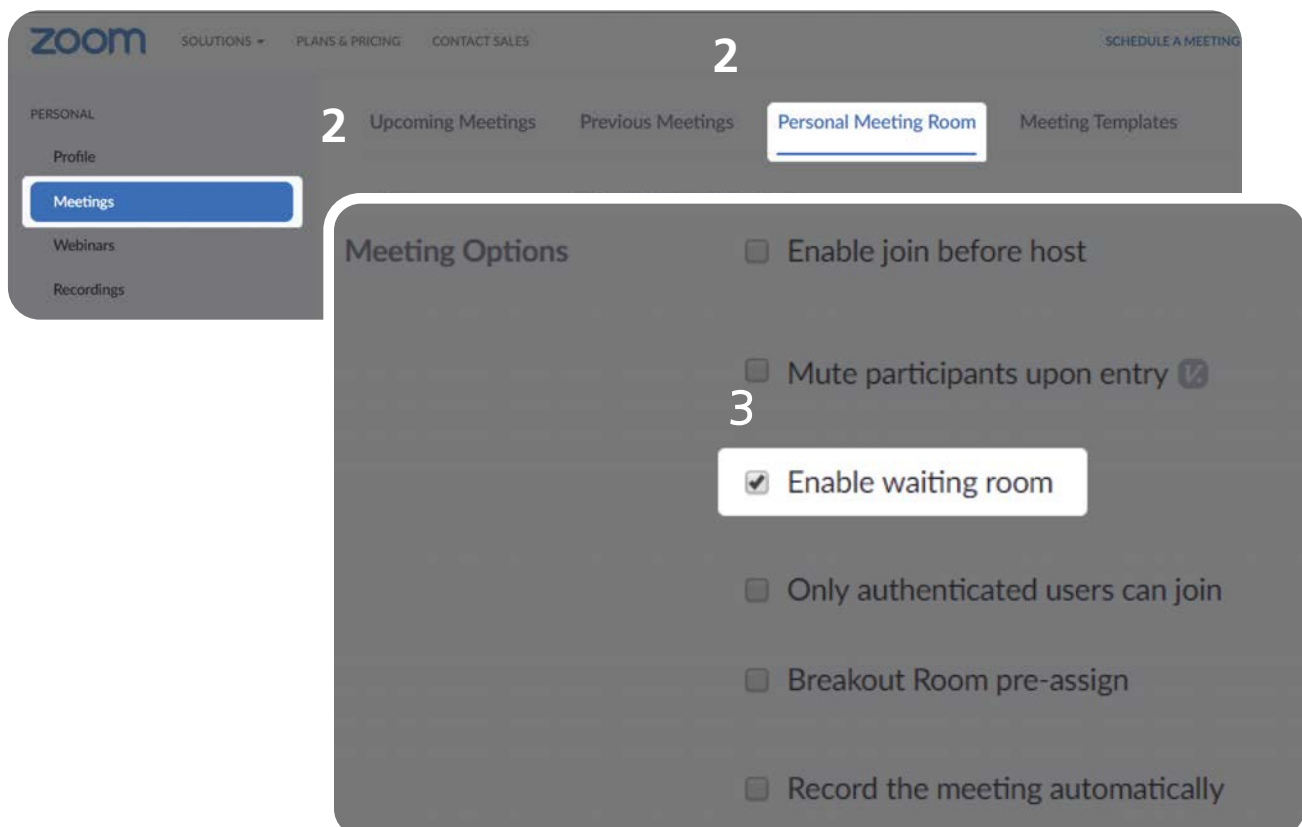 zoom SOLUTIONS PLANS & PRICING CONTACT SALES SCHEDULE A MEETING
2
PERSONAL
2 Upcoming Meetings Previous Meetings Personal Meeting Room Meeting Templates
Profile
Meetings
Webinars
Recordings
Meeting Options
Enable join before host
Mute participants upon entry
3
Enable waiting room
Only authenticated users can join
Breakout Room pre-assign
Record the meeting automatically